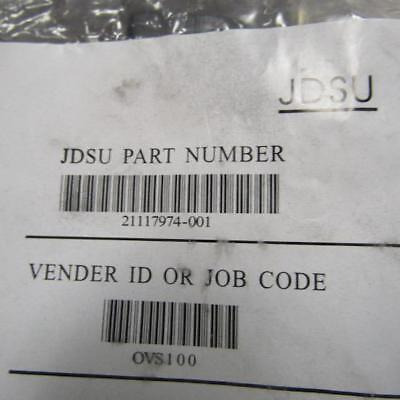 JDSU
JDSU PART NUMBER
21117974-001
VENDER ID OR JOB CODE
OVS100